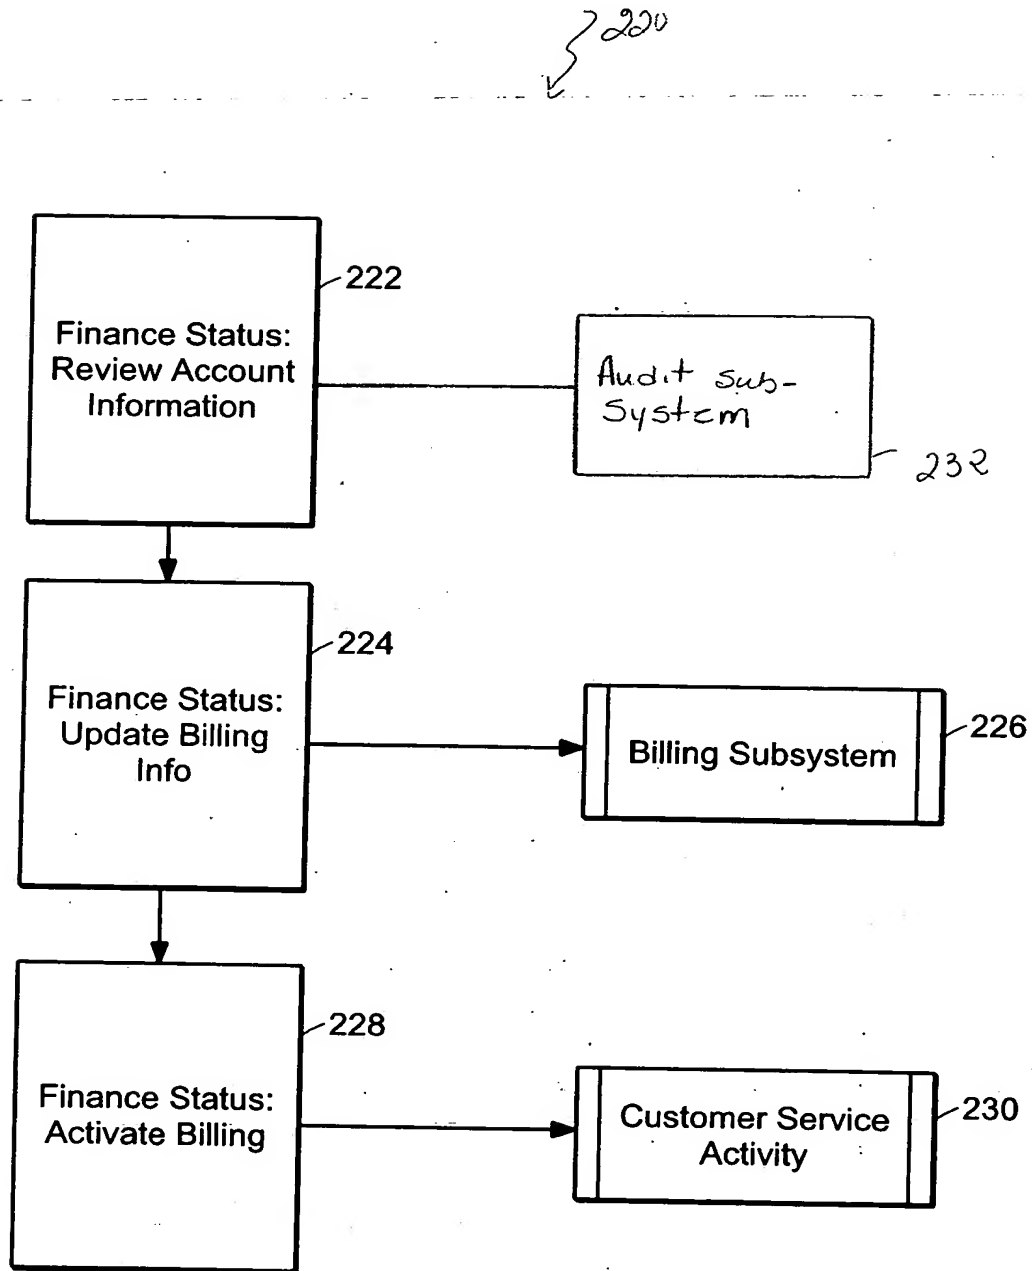 220
222
Finance Status:
Review Account
Information
Audit sub-
System
232
224
Finance Status:
Update Billing
Info
Billing Subsystem
226
228
Finance Status:
Activate Billing
Customer Service
Activity
230